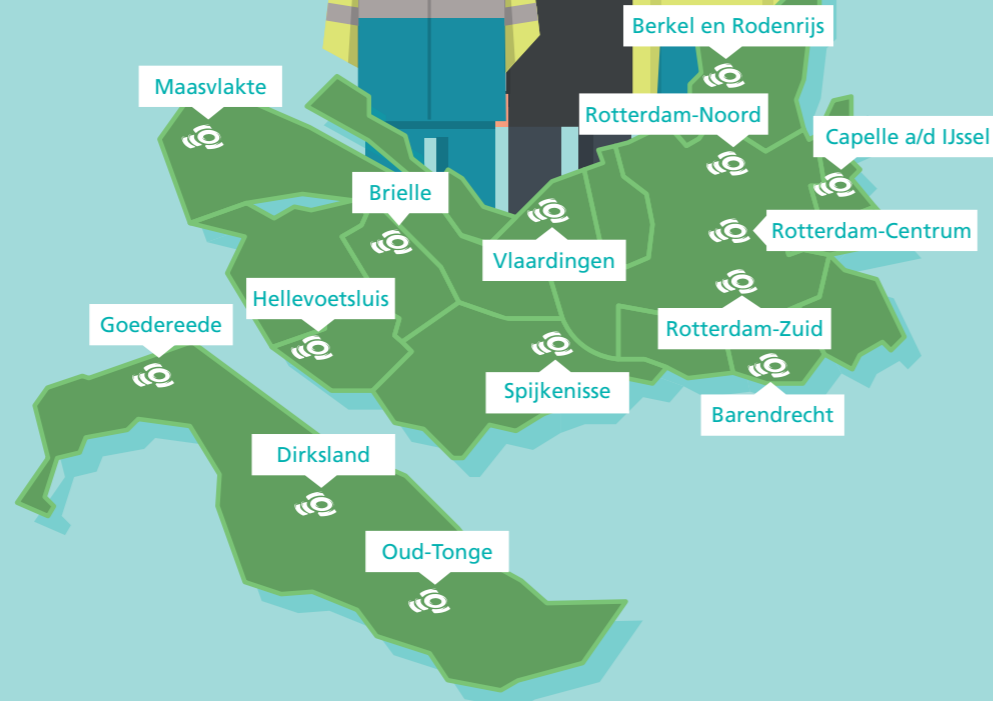 Berkel en Rodenrijs
Maasvlakte
Rotterdam-Noord
Capelle a/d IJssel
Brielle
Rotterdam-Centrum
Vlaardingen
Hellevoetsluis
Goedereede
Rotterdam-Zuid
Spijkenisse
Barendrecht
Dirksland
Oud-Tonge